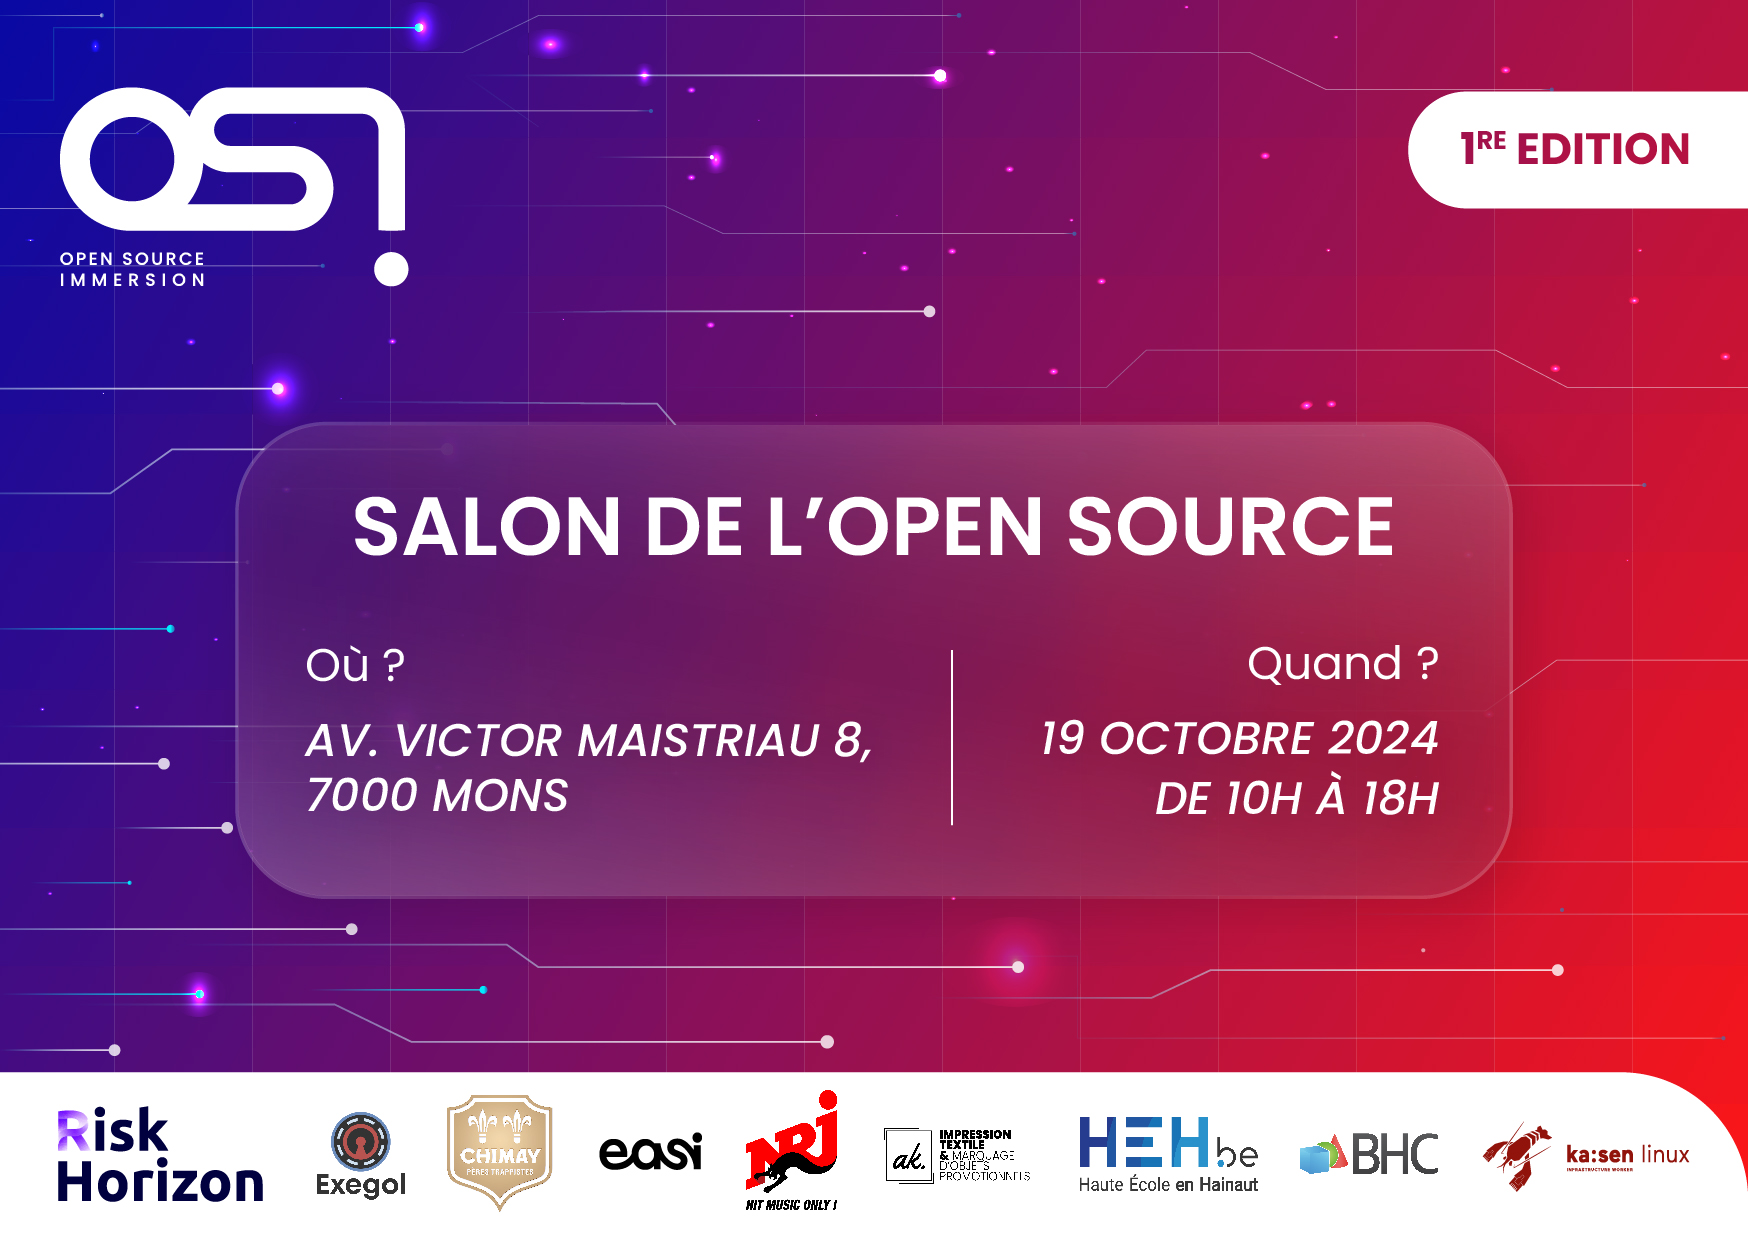 OSI
OPEN SOURCE
IMMERSION
1RE EDITION
SALON DE L’OPEN SOURCE
Où ?
AV. VICTOR MAISTRIAU 8,
7000 MONS
Quand ?
19 OCTOBRE 2024
DE 10H À 18H
Risk
Horizon
Exegol
CHIMAY
PÈRES TRAPPISTES
easi
NRJ
HIT MUSIC ONLY !
ak.
IMPRESSION
TEXTILE
& MARQUAGE
D'OBJETS
PROMOTIONNELS
HEH.be
Haute École en Hainaut
BHC
ka:sen linux
INFRASTRUCTURE WORKER